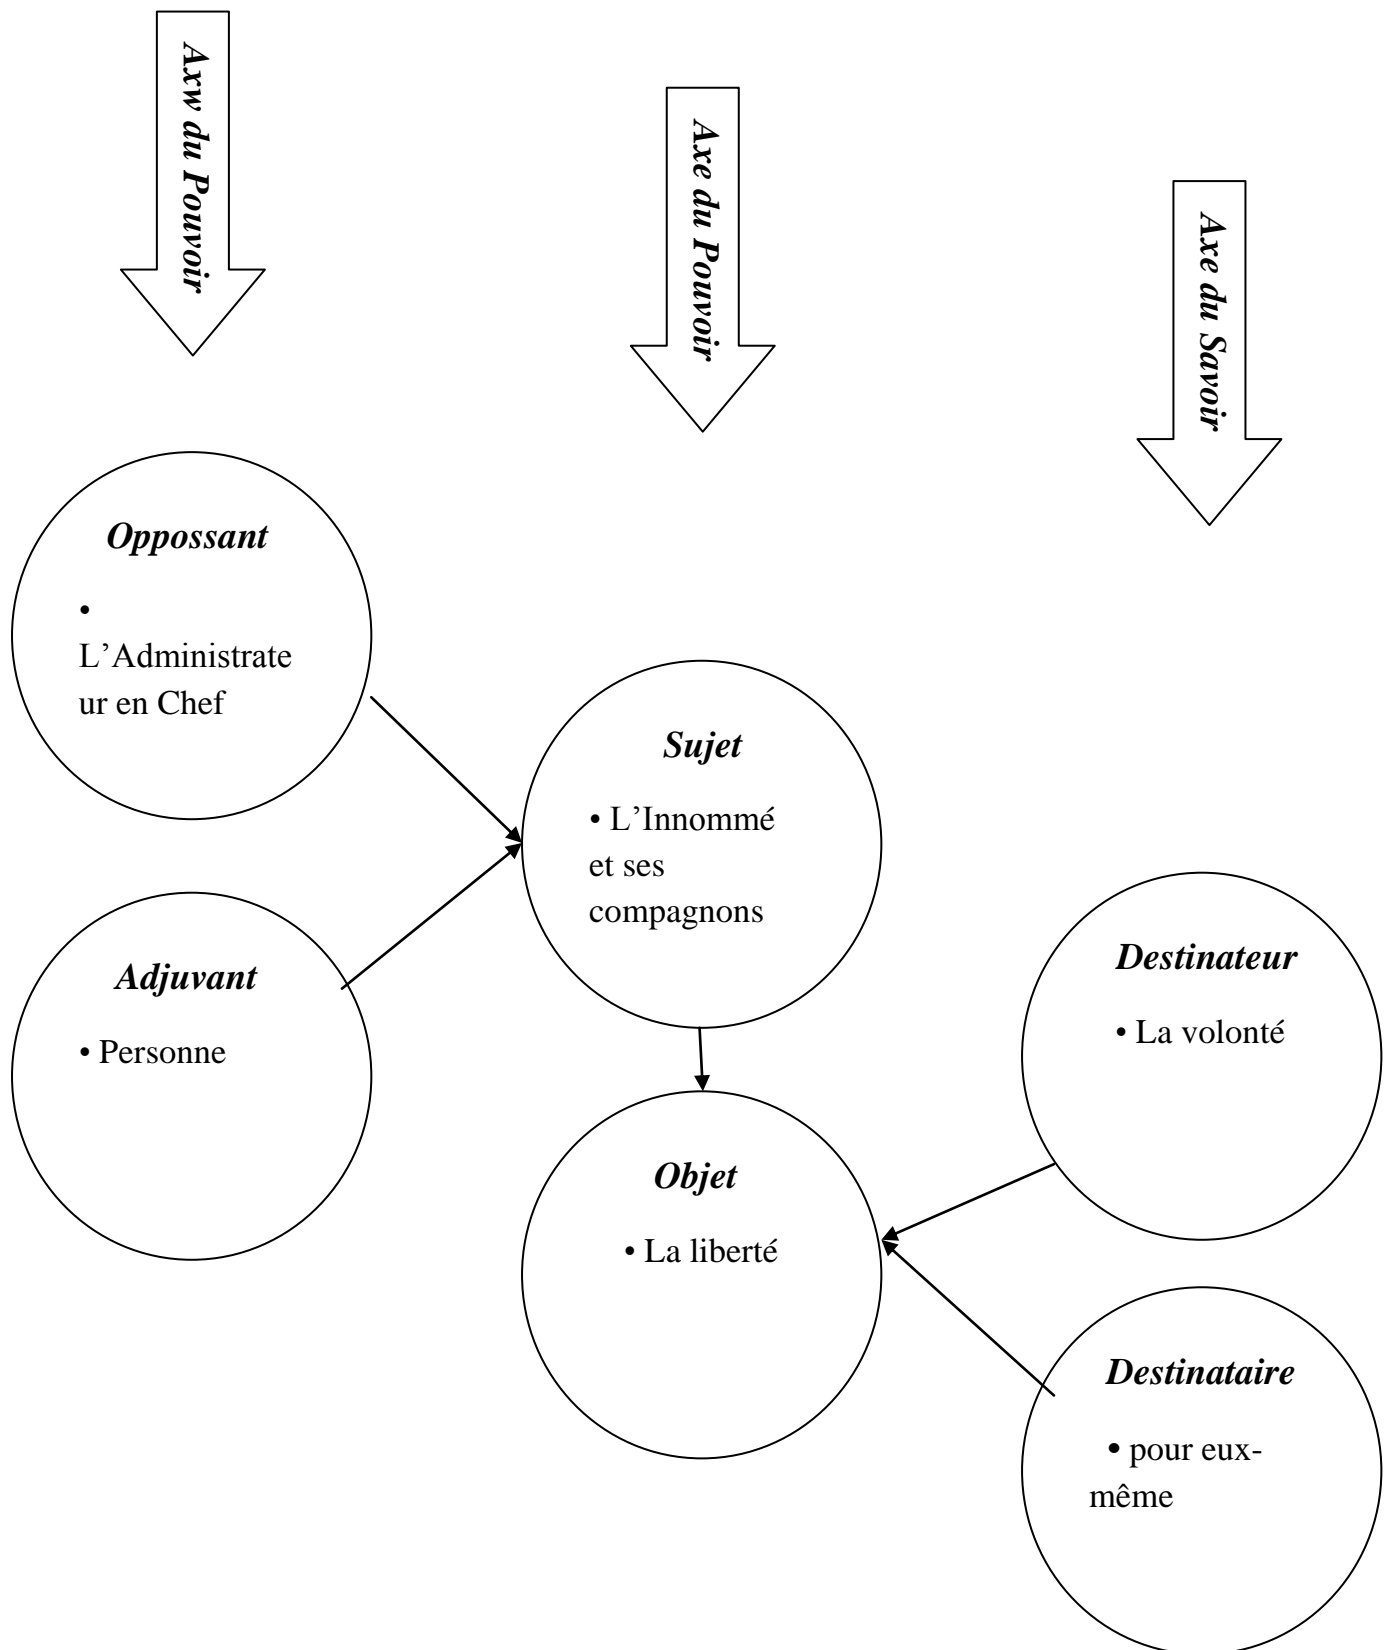 Axw du Pouvoir
Axe du Pouvoir
Axe du Savoir
Oppossant
•
L’Administrate
ur en Chef
Sujet
• L’Innommé
et ses
compagnons
Adjuvant
• Personne
Destinateur
• La volonté
Objet
• La liberté
Destinataire
• pour eux-
même